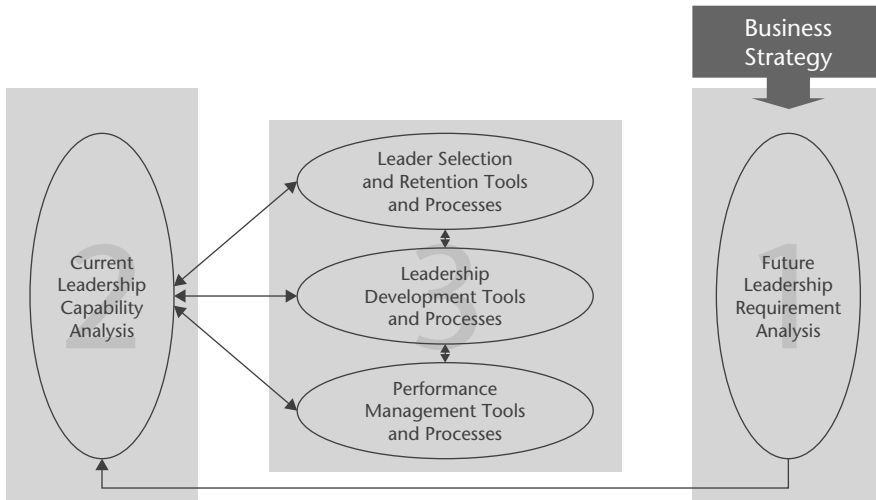 Business
Strategy
2
Current
Leadership
Capability
Analysis
3
Leader Selection
and Retention Tools
and Processes
Leadership
Development Tools
and Processes
Performance
Management Tools
and Processes
1
Future
Leadership
Requirement
Analysis